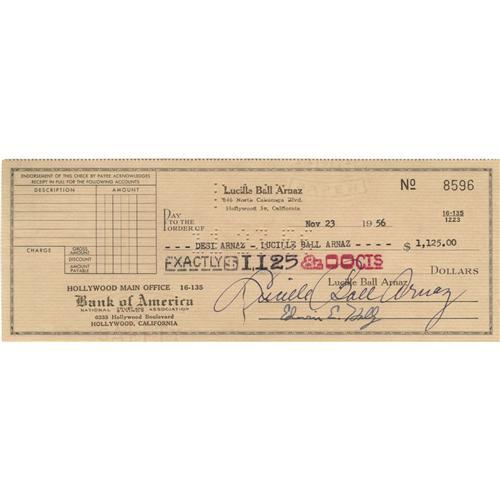 ENDORSEMENT OF THIS CHECK BY PAYEE ACKNOWLEDGES
RECEIPT IN FULL FOR THE FOLLOWING ACCOUNTS
DESCRIPTION AMOUNT
CHARGE
GROSS AMOUNT
DISCOUNT
AMOUNT PAYABLE
HOLLYWOOD MAIN OFFICE 16-135
Bank of America
NATIONAL TRUST AND SAVINGS ASSOCIATION
6333 Hollywood Boulevard
HOLLYWOOD, CALIFORNIA
Lucille Ball Arnaz
846 North Cahuenga Blvd.
Hollywood 38, California
No 8596
16-135
1223
PAY TO THE ORDER OF
Nov 23 1956
--- DESI ARNAZ - LUCILLE BALL ARNAZ --- $ 1,125.00
EXACTLY $1125 & 00 CTS
DOLLARS
Lucille Ball Arnaz
Lucille Ball Arnaz